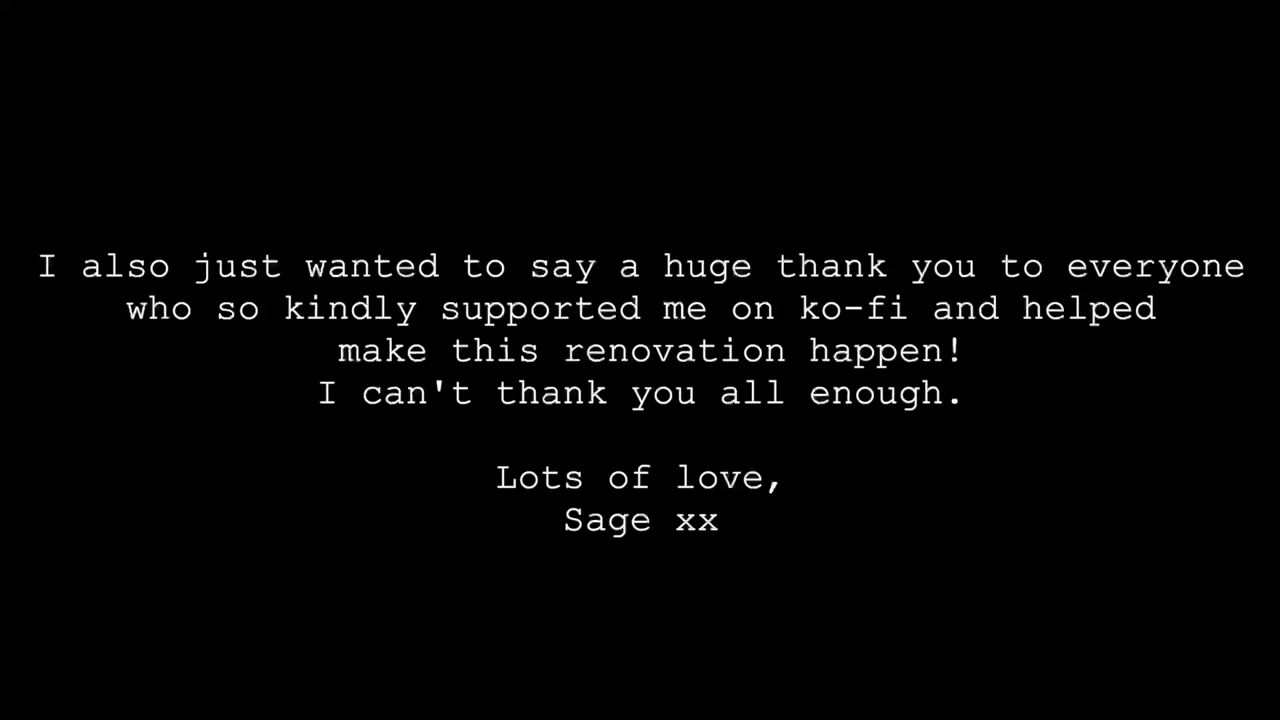 I also just wanted to say a huge thank you to everyone
who so kindly supported me on ko-fi and helped
make this renovation happen!
I can't thank you all enough.
Lots of love,
Sage xx